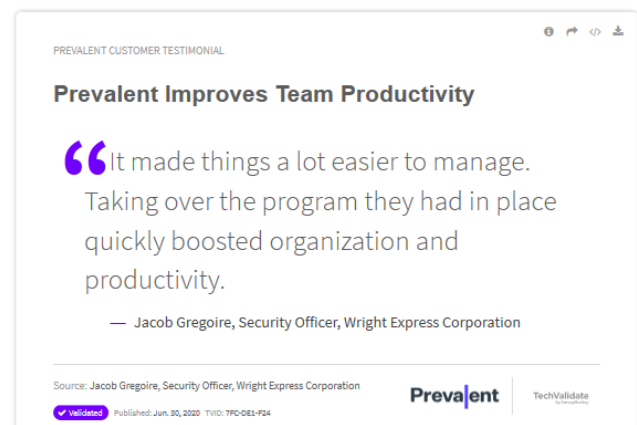 PREVALENT CUSTOMER TESTIMONIAL
Prevalent Improves Team Productivity
“It made things a lot easier to manage.
Taking over the program they had in place
quickly boosted organization and
productivity.
— Jacob Gregoire, Security Officer, Wright Express Corporation
Source: Jacob Gregoire, Security Officer, Wright Express Corporation
Validated Published: Jun. 30, 2020 TVID: 7FC-DE1-F24
Prevalent
TechValidate
by SurveyMonkey